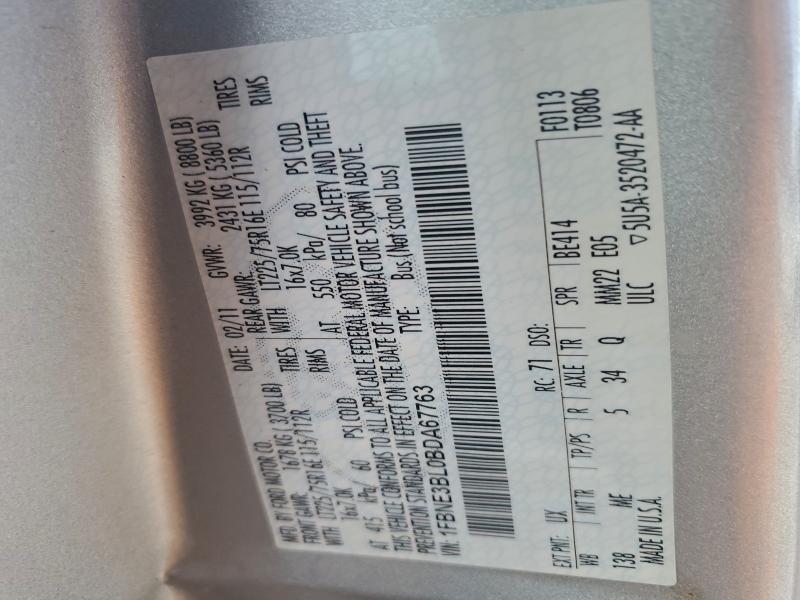 MFD. BY FORD MOTOR CO.
DATE: 02/11 GVWR: 3992 KG ( 8800 LB)
FRONT GAWR: 1678 KG ( 3700 LB) REAR GAWR: 2431 KG ( 5360 LB)
WITH LT225/75R16E 115/112R TIRES WITH LT225/75R16E 115/112R TIRES
16x7.0K RIMS 16x7.0K RIMS
AT 415 kPa/ 60 PSI COLD AT 550 kPa/ 80 PSI COLD
THIS VEHICLE CONFORMS TO ALL APPLICABLE FEDERAL MOTOR VEHICLE SAFETY AND THEFT
PREVENTION STANDARDS IN EFFECT ON THE DATE OF MANUFACTURE SHOWN ABOVE.
VIN: 1FBNE3BL0BDA67763 TYPE: Bus (Not school bus)
F0113
T0806
EXT PNT: UX RC: 71 DSO:
WB INT TR TP/PS R AXLE TR SPR BE414
138 ME 5 34 Q MM22 E05
MADE IN U.S.A. ULC ▽5U5A-3520472-AA